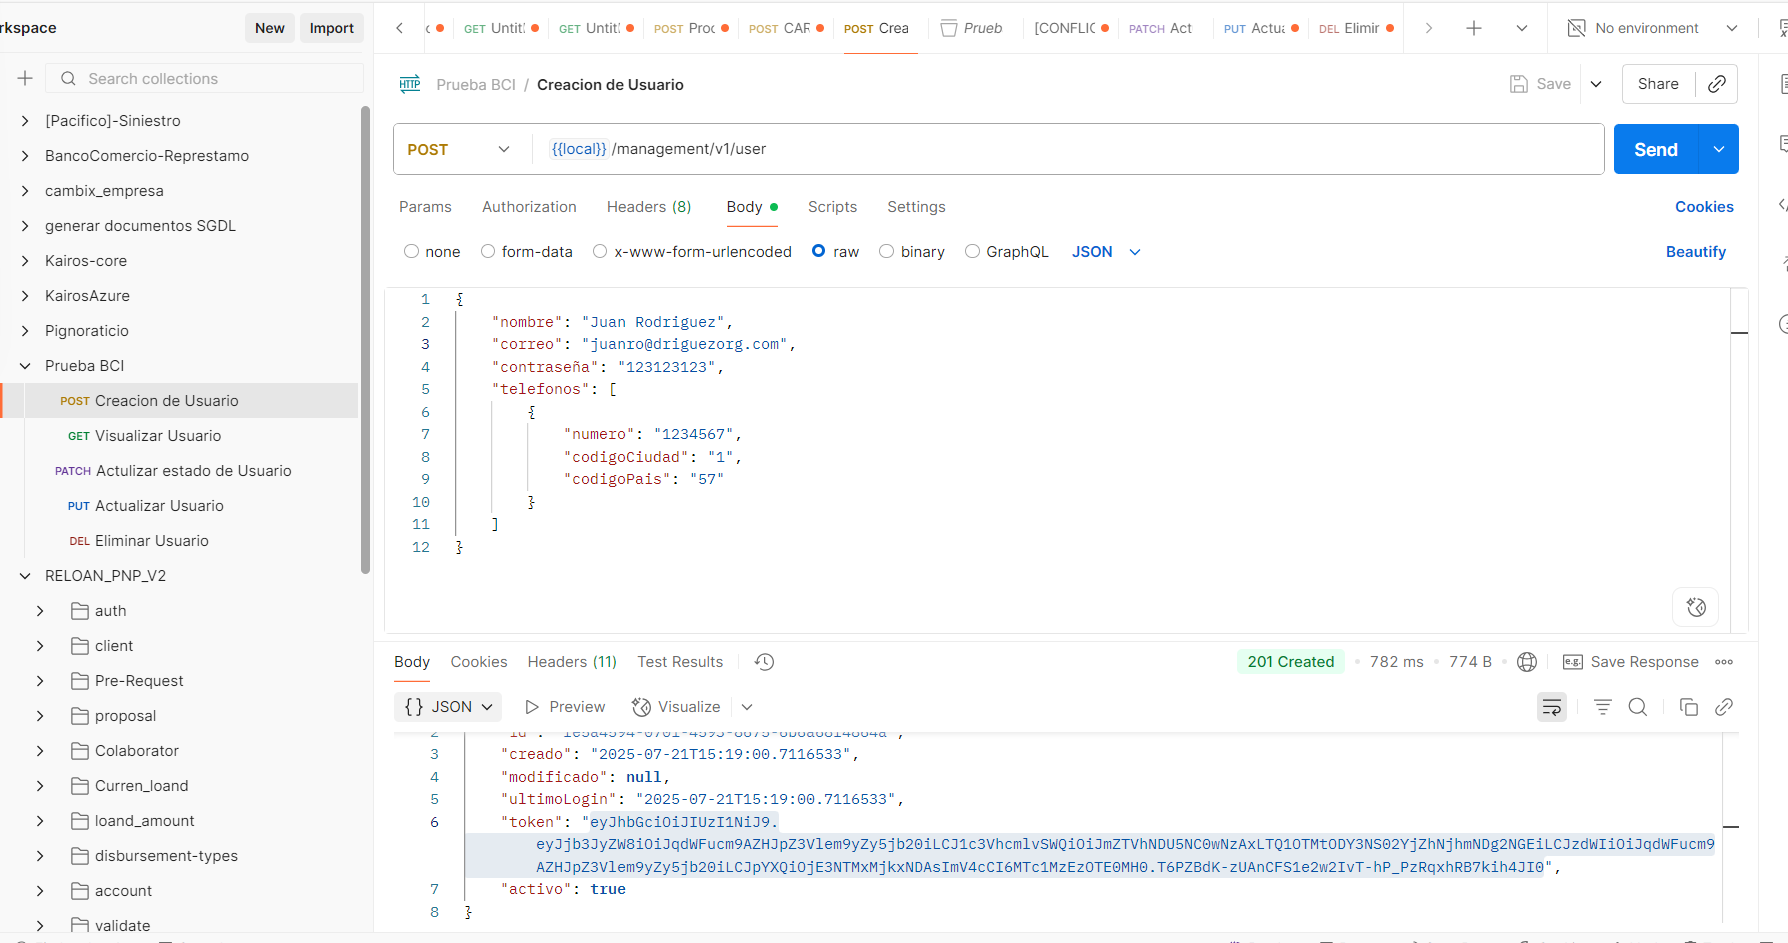 rkspace
New
Import
GET Untitl
GET Untitl
POST Proc
POST CAR
POST Crea
Prueb
[CONFLIC
PATCH Act
PUT Actua
DEL Elimir
No environment
Search collections
[Pacifico]-Siniestro
BancoComercio-Represtamo
cambix_empresa
generar documentos SGDL
Kairos-core
KairosAzure
Pignoraticio
Prueba BCI
POST Creacion de Usuario
GET Visualizar Usuario
PATCH Actulizar estado de Usuario
PUT Actualizar Usuario
DEL Eliminar Usuario
RELOAN_PNP_V2
auth
client
Pre-Request
proposal
Colaborator
Curren_loand
loand_amount
disbursement-types
account
validate
HTTP Prueba BCI / Creacion de Usuario
Save
Share
POST
{{local}} /management/v1/user
Send
Params Authorization Headers (8) Body Scripts Settings
Cookies
none form-data x-www-form-urlencoded raw binary GraphQL JSON
Beautify
1 {
2 "nombre": "Juan Rodriguez",
3 "correo": "juanro@driguezorg.com",
4 "contraseña": "123123123",
5 "telefonos": [
6 {
7 "numero": "1234567",
8 "codigoCiudad": "1",
9 "codigoPais": "57"
10 }
11 ]
12 }
Body Cookies Headers (11) Test Results
201 Created • 782 ms • 774 B
e.g. Save Response
{} JSON Preview Visualize
3 "creado": "2025-07-21T15:19:00.7116533",
4 "modificado": null,
5 "ultimoLogin": "2025-07-21T15:19:00.7116533",
6 "token": "eyJhbGciOiJIUzI1NiJ9.
eyJjb3JyZW8iOiJqdWFucm9AZHJpZ3Vlem9yZy5jb20iLCJ1c3VhcmlvSWQiOiJmZTVhNDU5NC0wNzAxLTQ1OTMtODY3NS02YjZhNjhmNDg2NGEiLCJzdWIiOiJqdWFucm9
AZHJpZ3Vlem9yZy5jb20iLCJpYXQiOjE3NTMxMjkxNDAsImV4cCI6MTc1MzEzOTE0MH0.T6PZBdK-zUAnCFS1e2w2IvT-hP_PzRqxhRB7kih4JI0",
7 "activo": true
8 }